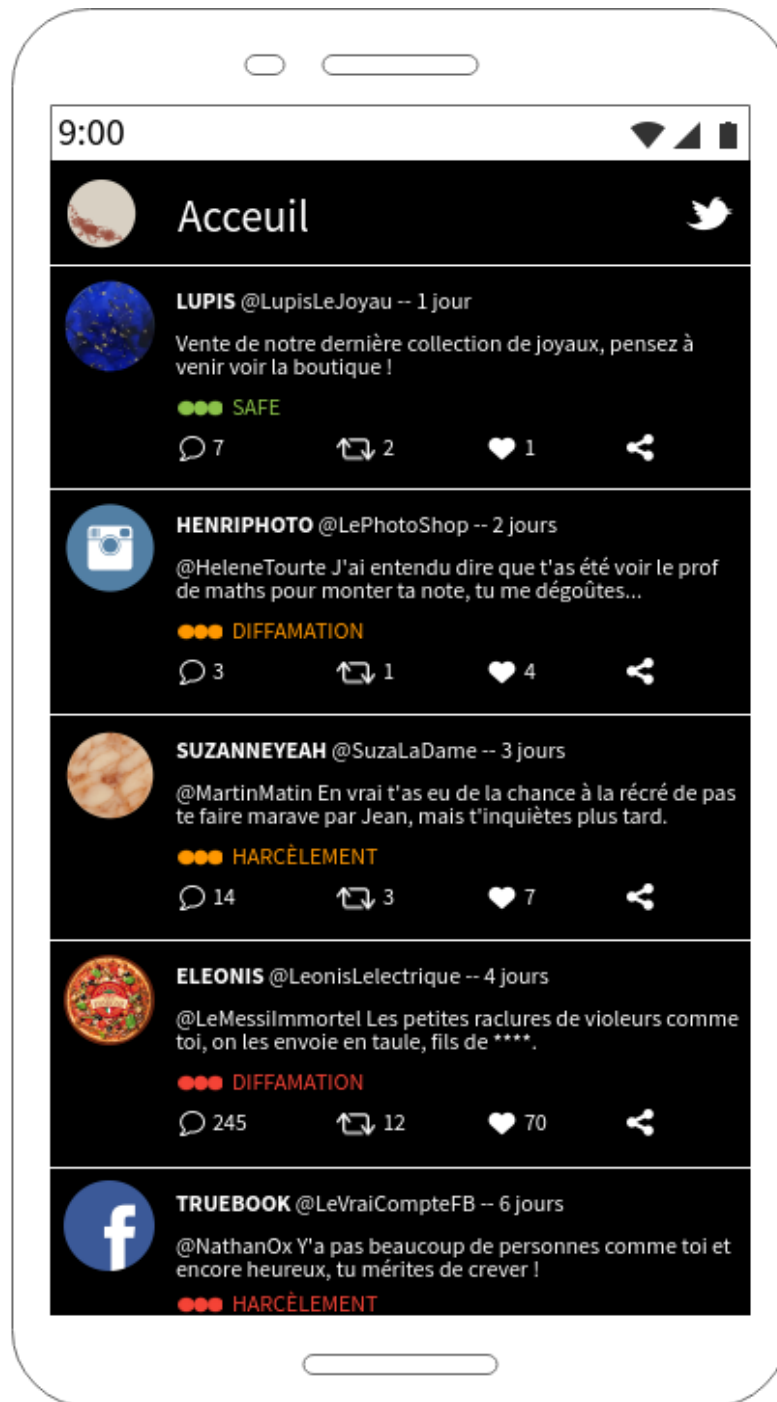 9:00
Acceuil
LUPIS @LupisLeJoyau -- 1 jour
Vente de notre dernière collection de joyaux, pensez à
venir voir la boutique !
SAFE
7 2 1
HENRIPHOTO @LePhotoShop -- 2 jours
@HeleneTourte J'ai entendu dire que t'as été voir le prof
de maths pour monter ta note, tu me dégoûtes...
DIFFAMATION
3 1 4
SUZANNEYEAH @SuzaLaDame -- 3 jours
@MartinMatin En vrai t'as eu de la chance à la récré de pas
te faire marave par Jean, mais t'inquiètes plus tard.
HARCÈLEMENT
14 3 7
ELEONIS @LeonisLelectrique -- 4 jours
@LeMessiImmortel Les petites raclures de violeurs comme
toi, on les envoie en taule, fils de ****.
DIFFAMATION
245 12 70
TRUEBOOK @LeVraiCompteFB -- 6 jours
@NathanOx Y'a pas beaucoup de personnes comme toi et
encore heureux, tu mérites de crever !
HARCÈLEMENT